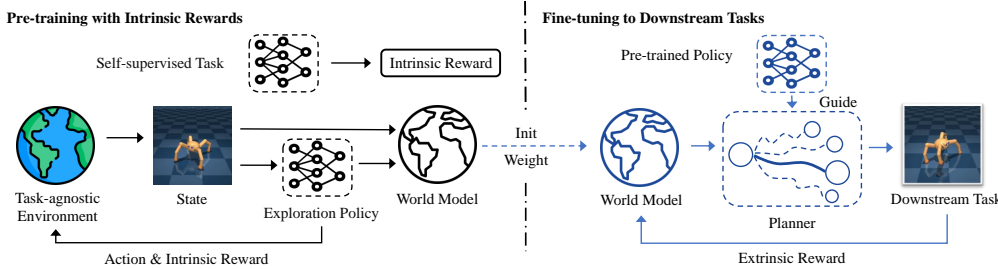 Pre-training with Intrinsic Rewards
Self-supervised Task
Intrinsic Reward
Task-agnostic
Environment
State
Exploration Policy
World Model
Action & Intrinsic Reward
Init
Weight
Fine-tuning to Downstream Tasks
Pre-trained Policy
Guide
World Model
Planner
Downstream Task
Extrinsic Reward